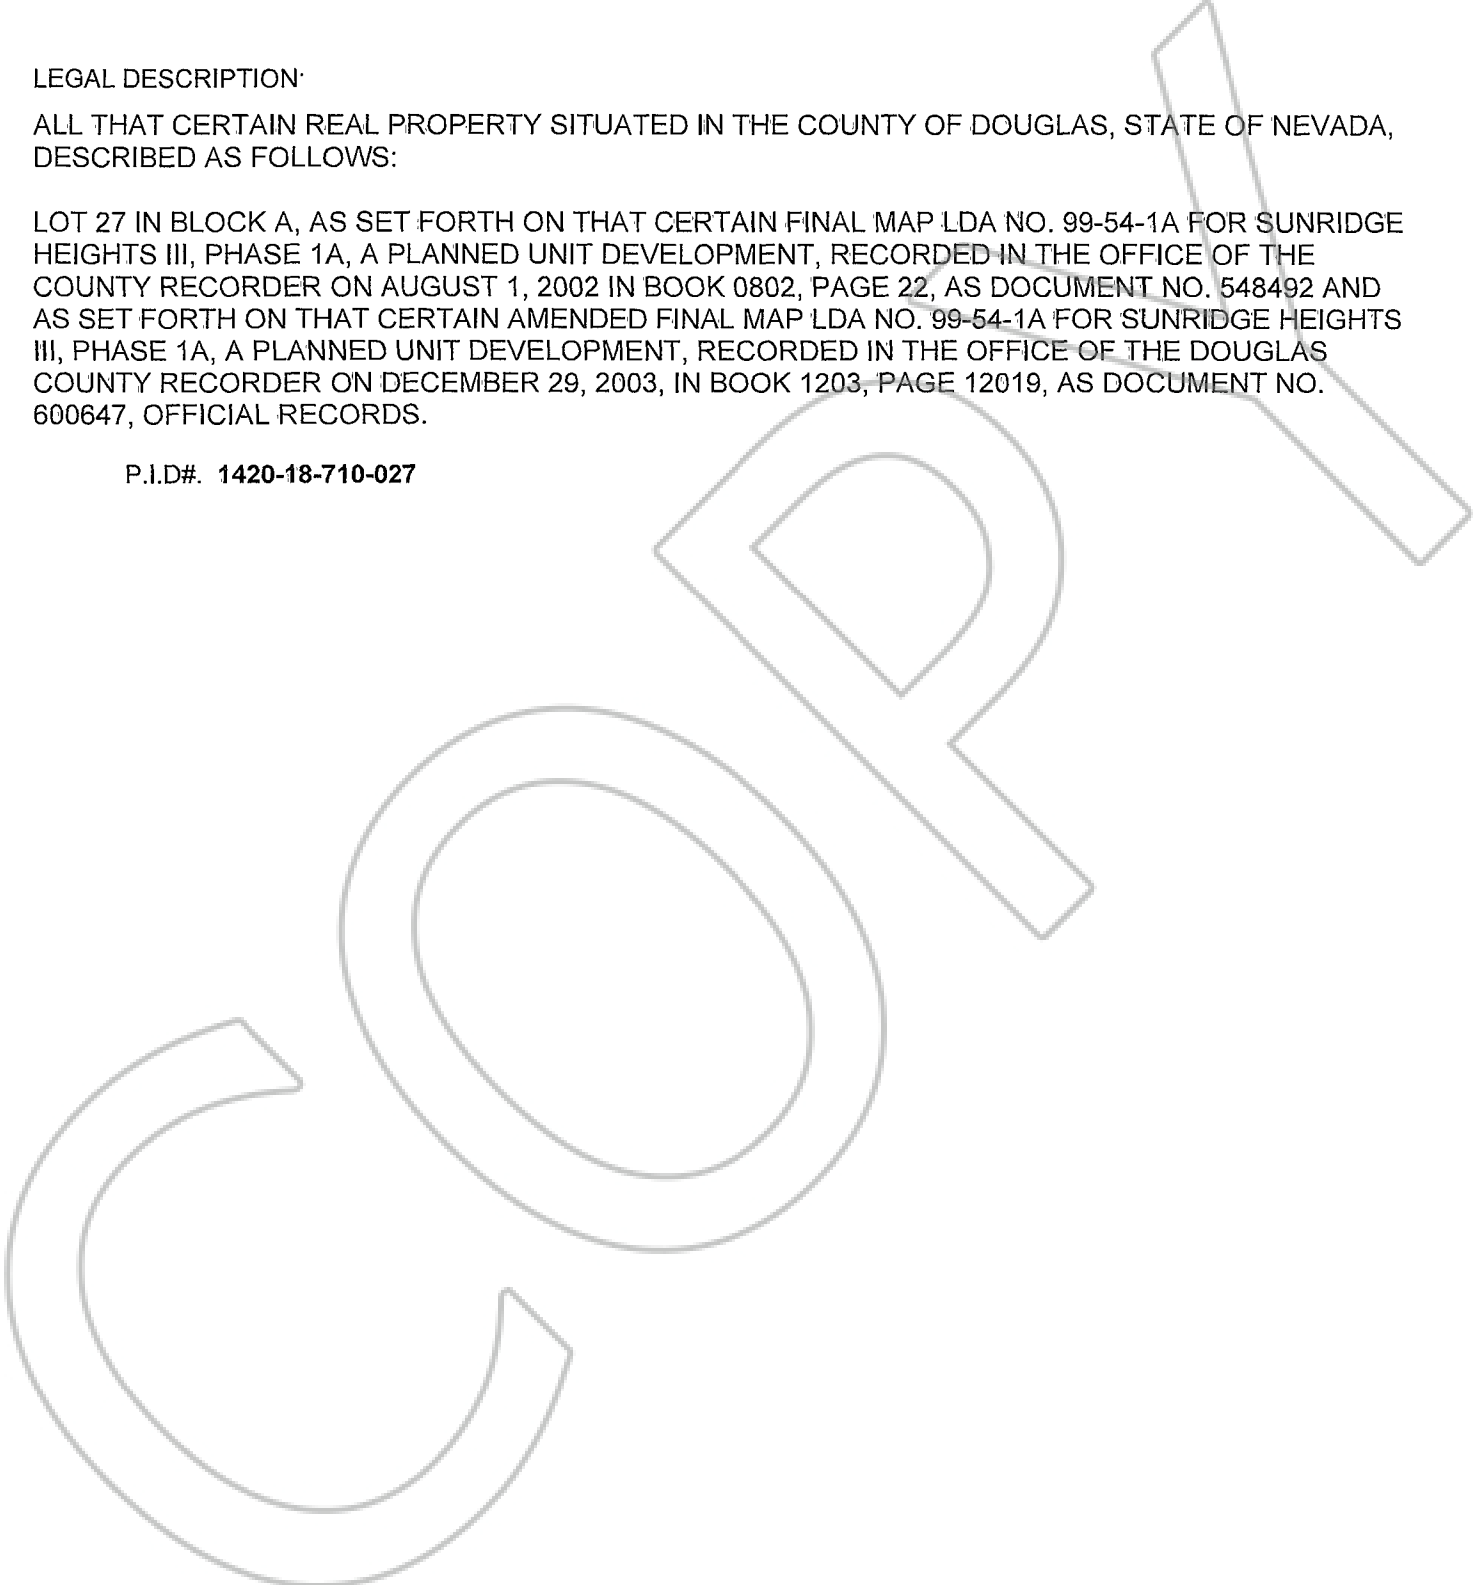 LEGAL DESCRIPTION:
ALL THAT CERTAIN REAL PROPERTY SITUATED IN THE COUNTY OF DOUGLAS, STATE OF NEVADA,
DESCRIBED AS FOLLOWS:
LOT 27 IN BLOCK A, AS SET FORTH ON THAT CERTAIN FINAL MAP LDA NO. 99-54-1A FOR SUNRIDGE
HEIGHTS III, PHASE 1A, A PLANNED UNIT DEVELOPMENT, RECORDED IN THE OFFICE OF THE
COUNTY RECORDER ON AUGUST 1, 2002 IN BOOK 0802, PAGE 22, AS DOCUMENT NO. 548492 AND
AS SET FORTH ON THAT CERTAIN AMENDED FINAL MAP LDA NO. 99-54-1A FOR SUNRIDGE HEIGHTS
III, PHASE 1A, A PLANNED UNIT DEVELOPMENT, RECORDED IN THE OFFICE OF THE DOUGLAS
COUNTY RECORDER ON DECEMBER 29, 2003, IN BOOK 1203, PAGE 12019, AS DOCUMENT NO.
600647, OFFICIAL RECORDS.
P.I.D#. 1420-18-710-027
COPY